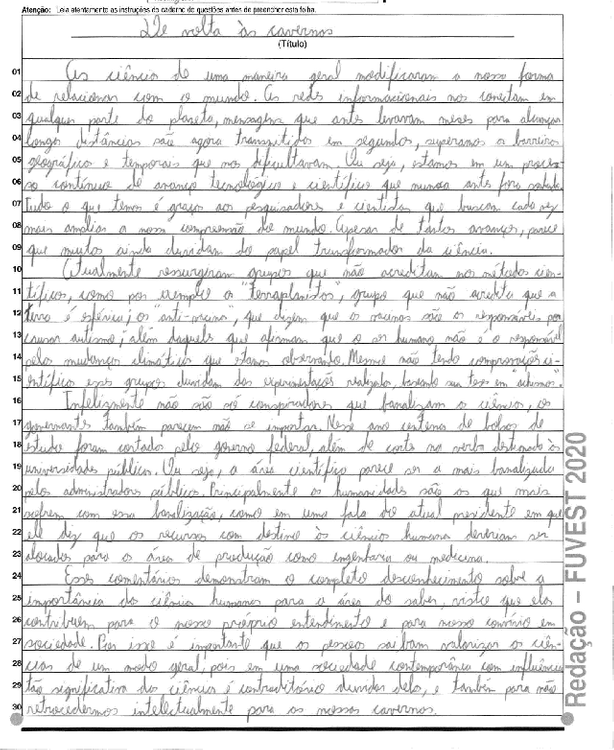 Atenção: Leia atentamente as instruções do caderno de questões antes de preencher esta folha.
De volta às cavernas
(Título)
01 As ciências de uma maneira geral modificaram a nossa forma
02 de relacionar com o mundo. As redes informacionais nos conectam em
03 qualquer parte do planeta, mensagens que antes levavam meses para alcançar
04 longas distâncias são agora transmitidas em segundos, superamos as barreiras
05 geográficas e temporais que nos dificultavam. Ou seja, estamos em um proces-
06 so contínuo de avanço tecnológico e científico que nunca antes fora
07 Tudo o que temos é graças aos pesquisadores e cientistas que buscam cada vez
08 mais ampliar a nossa compreensão do mundo. Apesar de tantos avanços, parece
09 que muitos ainda duvidam do papel transformador da ciência.
10 Atualmente ressurgiram grupos que não acreditam nos métodos cien-
11 tíficos, como por exemplo os "terraplanistas", grupo que não acredita que a
12 terra é esférica; os "anti-vacina", que dizem que as vacinas são as responsáveis por
13 causar autismo; além daqueles que afirmam que o ser humano não é o responsável
14 pelas mudanças climáticas que estamos observando. Mesmo não tendo comprovações ci-
15 entíficas esses grupos duvidam das experimentações realizadas, baseando sua tese em "achismos".
16 Infelizmente não são só conspiradores que banalizam as ciências, os
17 governantes também parecem não se importar. Nesse ano centenas de bolsas de
18 estudo foram cortadas pelo governo federal, além de corte na verba destinada às
19 universidades públicas. Ou seja, a área científica parece ser a mais banalizada
20 pelos administradores públicos. Principalmente as humanidades são as que mais
21 sofrem com essa banalização, como em uma fala do atual presidente em que
22 ele diz que os recursos com destino às ciências humanas deveriam ser
23 alocados para as áreas de produção como engenharia ou medicina.
24 Esses comentários demonstram o completo desconhecimento sobre a
25 importância das ciências humanas para a área do saber, visto que elas
26 contribuem para o nosso próprio entendimento e para nosso convívio em
27 sociedade. Por isso é importante que as pessoas saibam valorizar as ciên-
28 cias de um modo geral, pois em uma sociedade contemporânea com influência
29 tão significativa das ciências é contraditório duvidar delas, e também para não
30 retrocedermos intelectualmente para as nossas cavernas.
Redação – FUVEST 2020